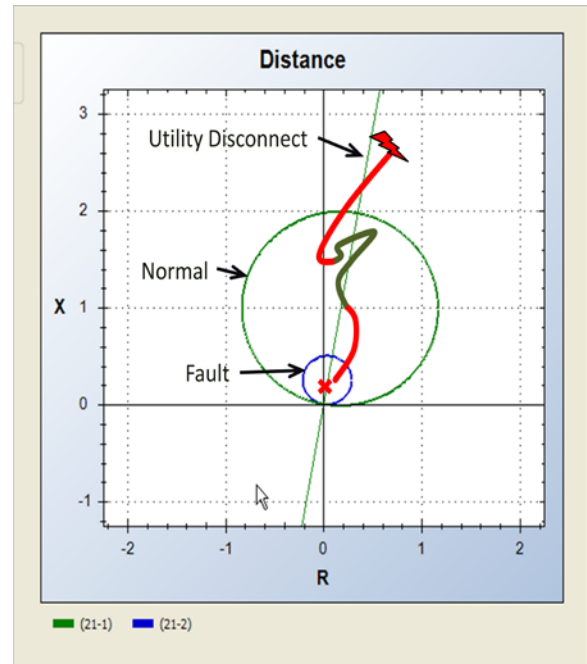 Distance
3
Utility Disconnect
2
Normal
X
1
Fault
0
-1
-2
-1
0
1
2
R
(21-1)
(21-2)